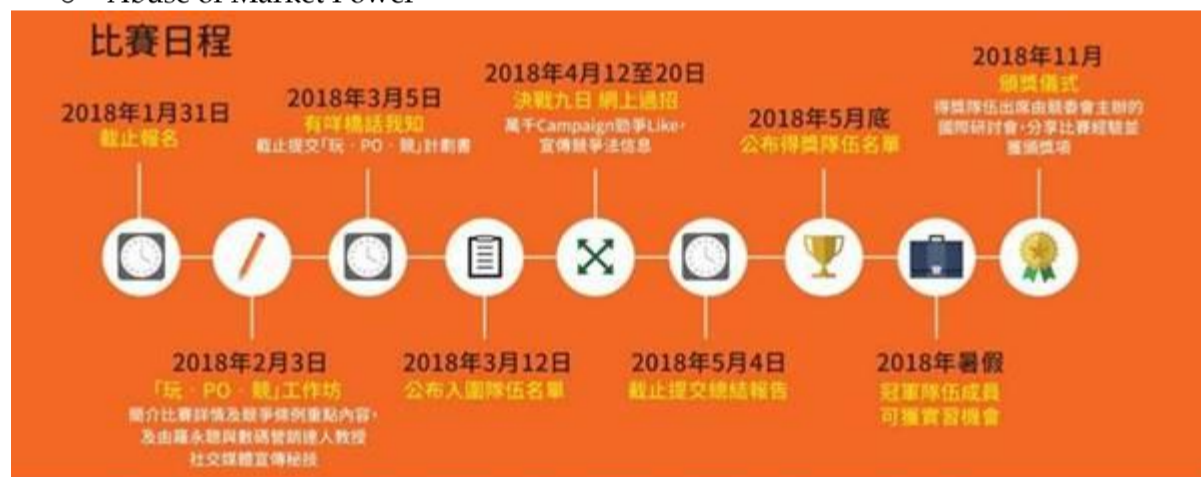 Abuse of Market Power
比賽日程
2018年1月31日
截止報名
2018年2月3日
「玩．PO．競」工作坊
簡介比賽詳情及競爭條例重點內容，
及由羅永聰與數碼營銷達人教授
社交媒體宣傳秘技
2018年3月5日
有咩橋話我知
截止提交「玩．PO．競」計劃書
2018年3月12日
公布入圍隊伍名單
2018年4月12至20日
決戰九日 網上過招
萬千Campaign勁爭Like，
宣傳競爭法信息
2018年5月4日
截止提交總結報告
2018年5月底
公布得獎隊伍名單
2018年暑假
冠軍隊伍成員
可獲實習機會
2018年11月
頒獎儀式
得獎隊伍出席由競委會主辦的
國際研討會，分享比賽經驗並
獲頒獎項